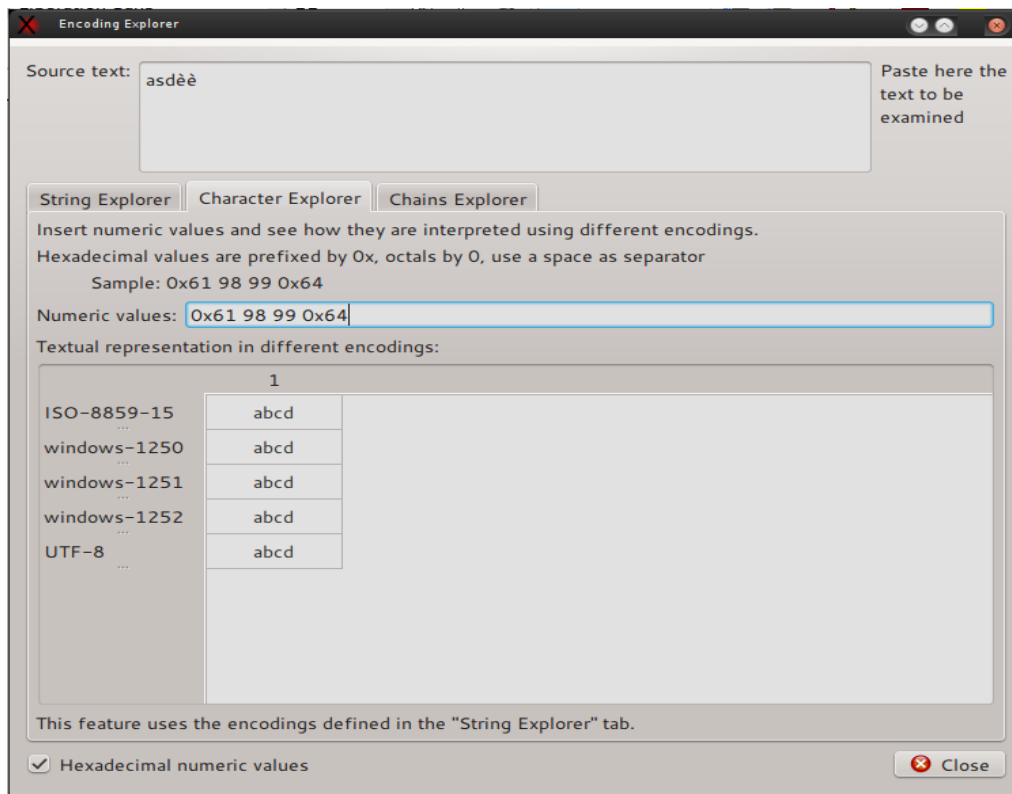 Encoding Explorer
Source text:
asdèè
Paste here the
text to be
examined
String Explorer
Character Explorer
Chains Explorer
Insert numeric values and see how they are interpreted using different encodings.
Hexadecimal values are prefixed by 0x, octals by 0, use a space as separator
Sample: 0x61 98 99 0x64
Numeric values: 0x61 98 99 0x64
Textual representation in different encodings:
1
ISO-8859-15 abcd
...
windows-1250 abcd
...
windows-1251 abcd
...
windows-1252 abcd
...
UTF-8 abcd
...
This feature uses the encodings defined in the "String Explorer" tab.
Hexadecimal numeric values
Close